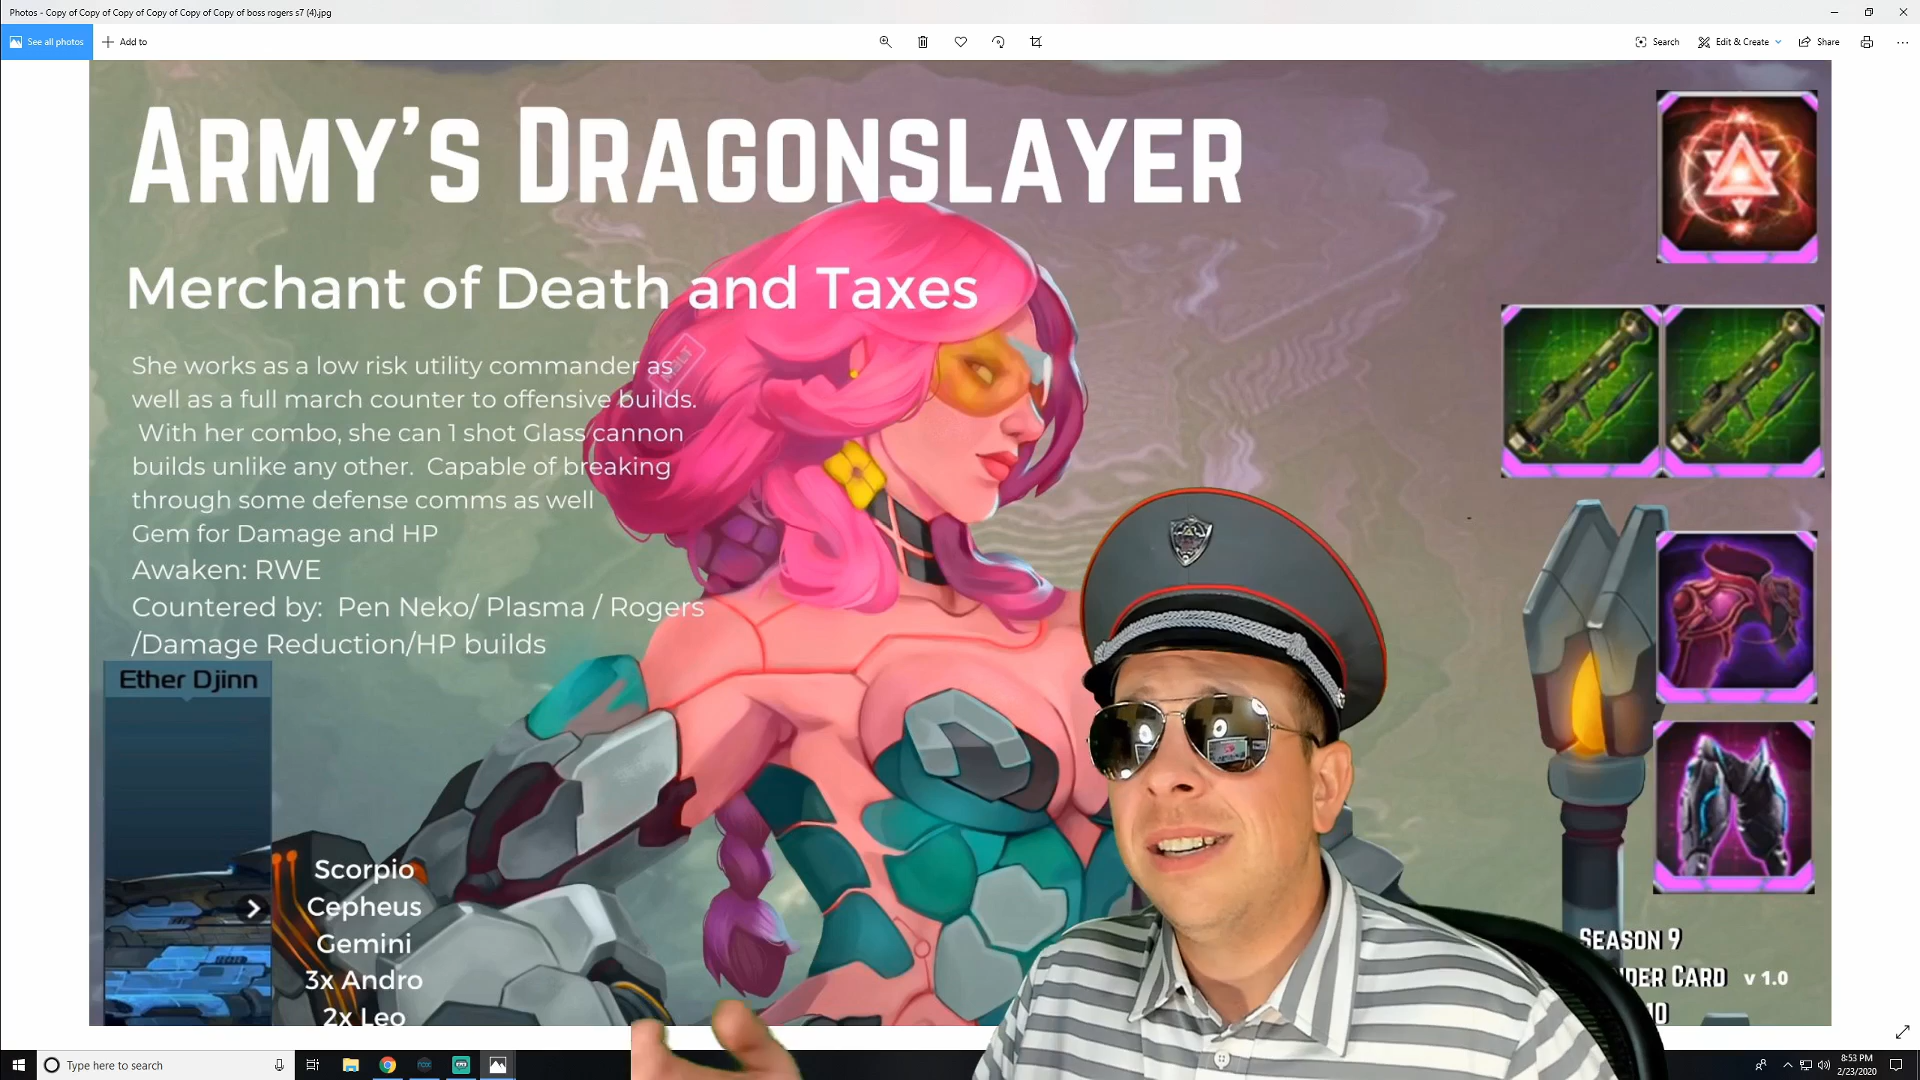 Photos - Copy of Copy of Copy of Copy of Copy of Copy of boss rogers s7 (4).jpg
See all photos
Add to
Search
Edit & Create
Share
ARMY'S DRAGONSLAYER
Merchant of Death and Taxes
She works as a low risk utility commander as
well as a full march counter to offensive builds.
With her combo, she can 1 shot Glass cannon
builds unlike any other. Capable of breaking
through some defense comms as well
Gem for Damage and HP
Awaken: RWE
Countered by: Pen Neko/ Plasma / Rogers
/Damage Reduction/HP builds
Ether Djinn
Scorpio
Cepheus
Gemini
3x Andro
2x Leo
SEASON 9
DER CARD v 1.0
10
Type here to search
8:53 PM
2/23/2020